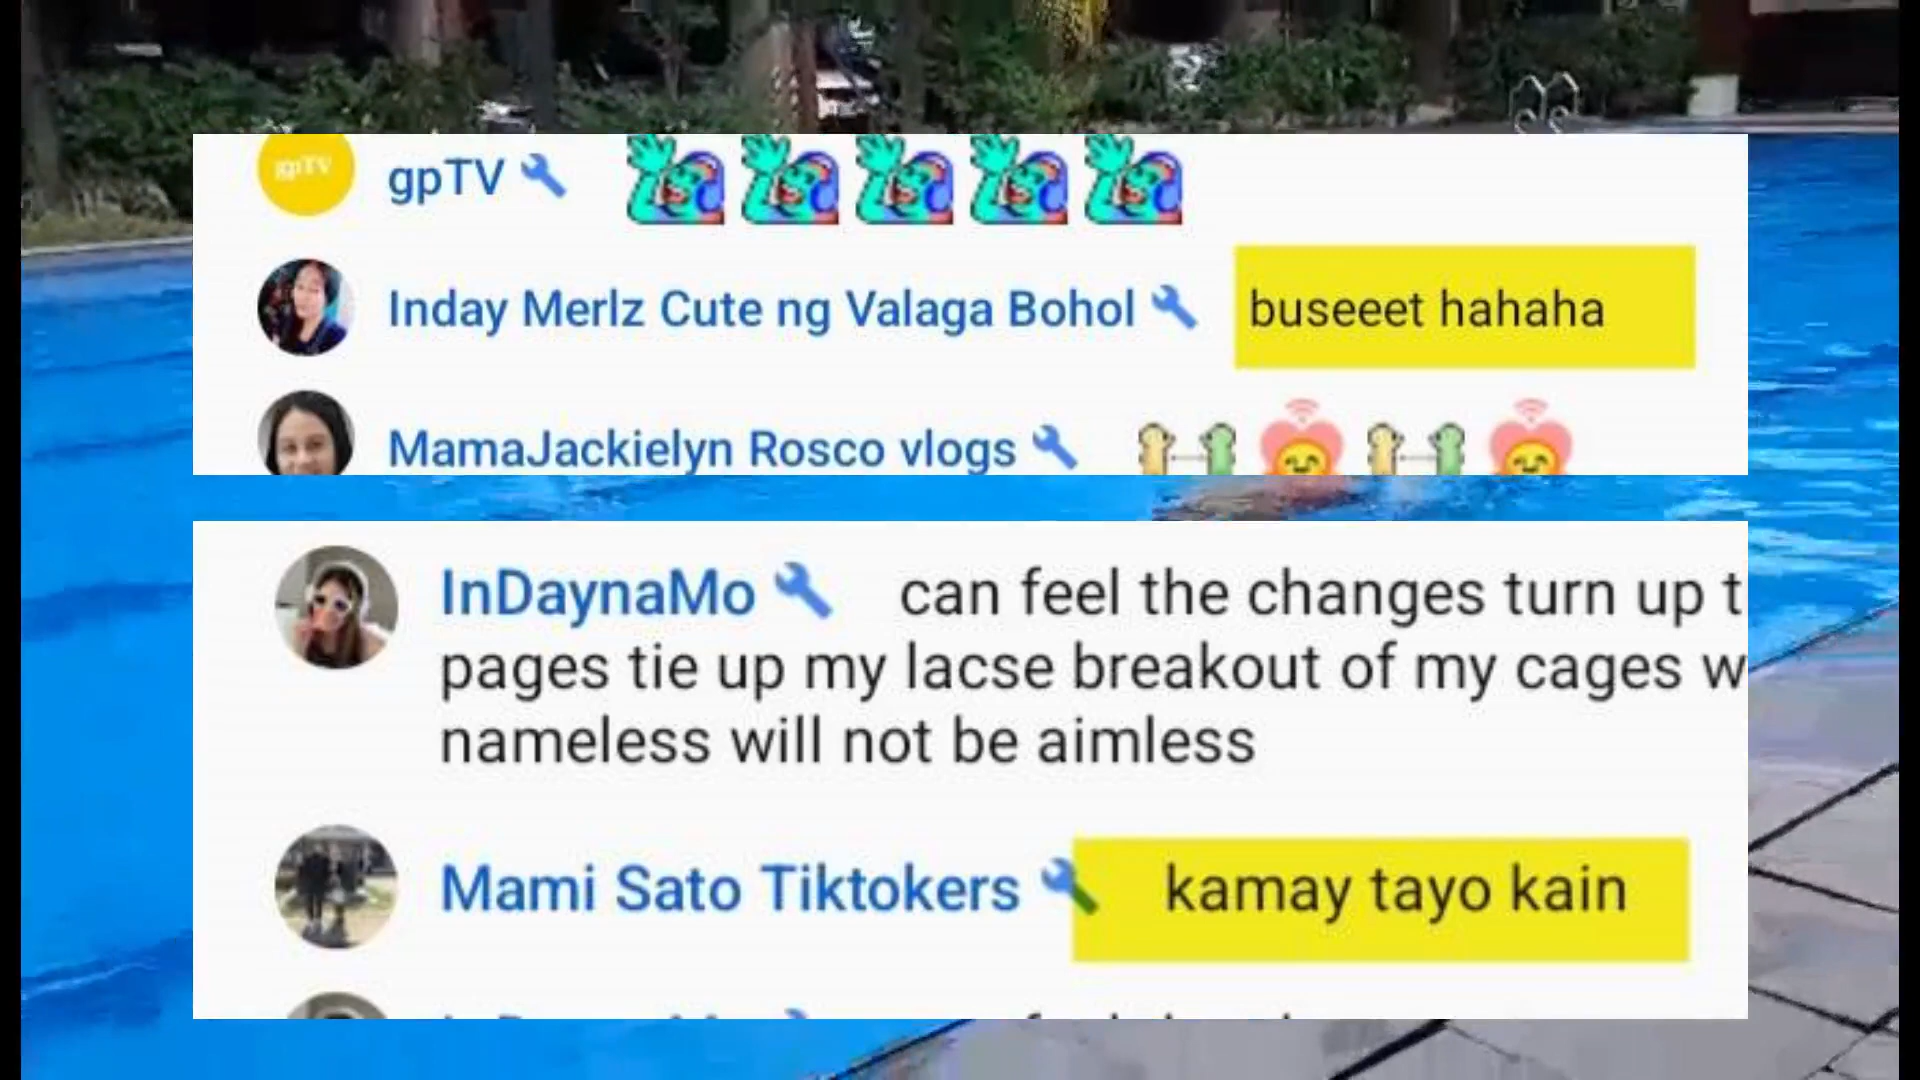 gpTV
gpTV
Inday Merlz Cute ng Valaga Bohol buseeet hahaha
MamaJackielyn Rosco vlogs
InDaynaMo can feel the changes turn up t
pages tie up my lacse breakout of my cages w
nameless will not be aimless
Mami Sato Tiktokers kamay tayo kain